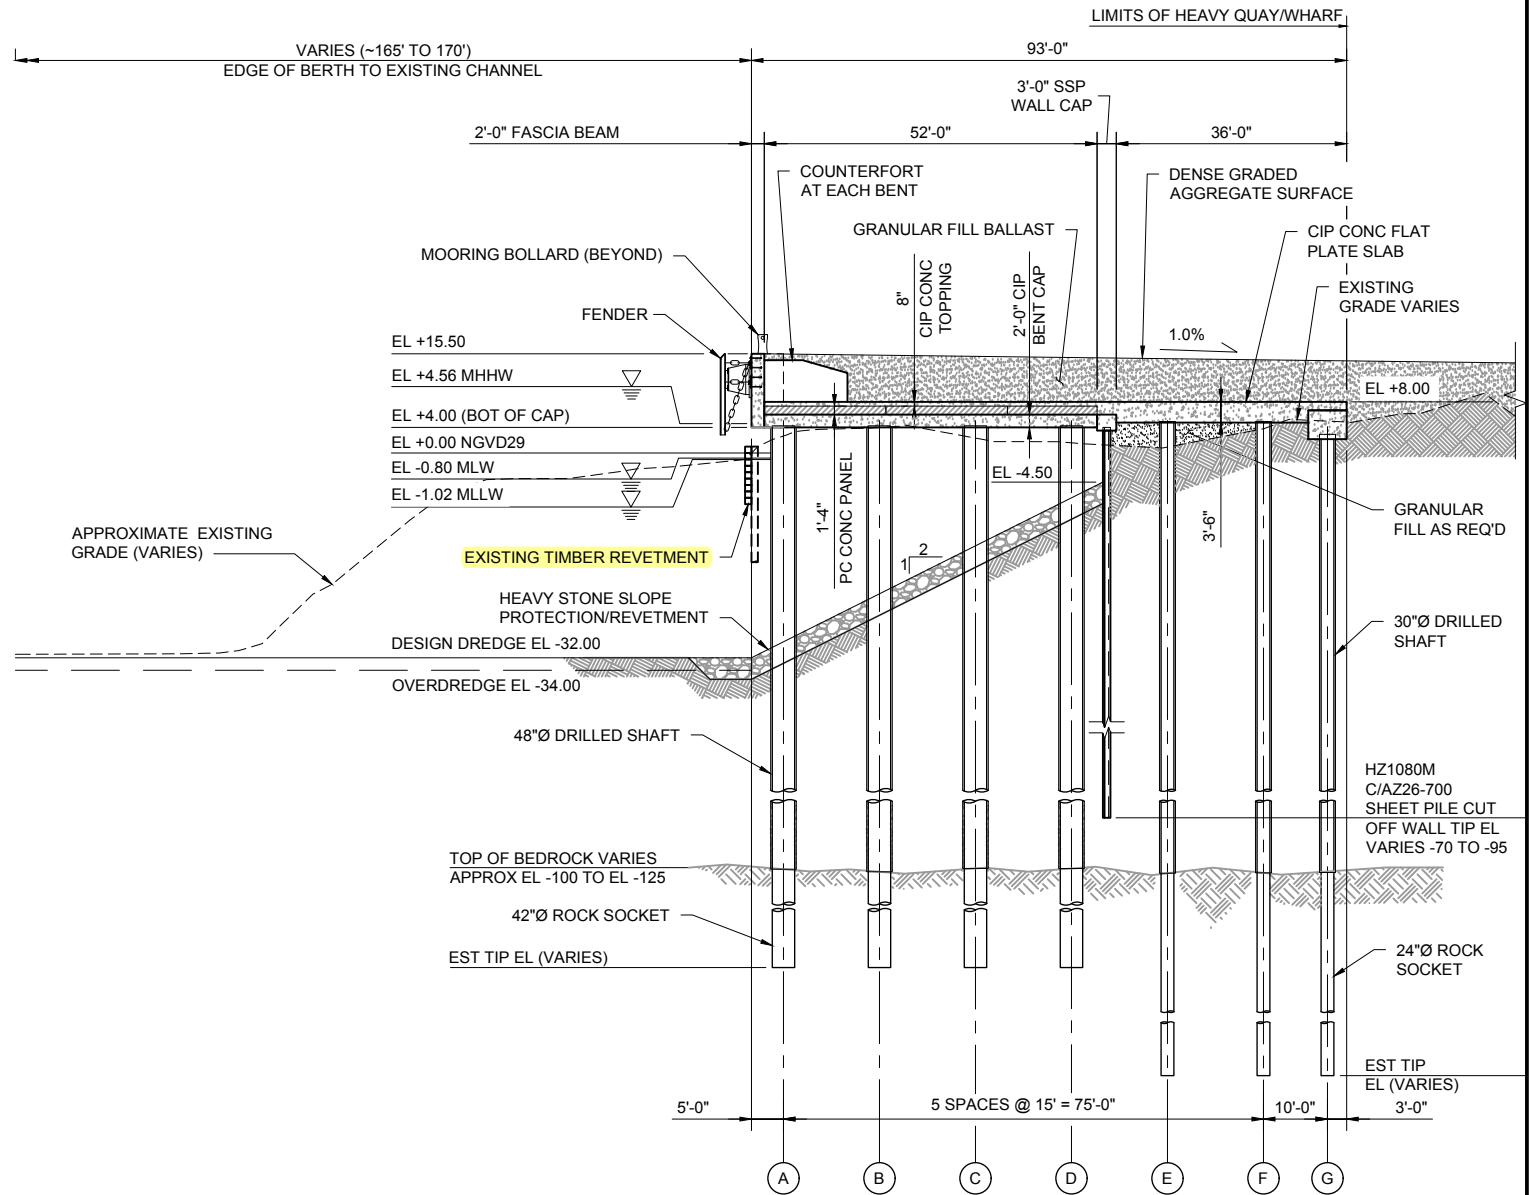 LIMITS OF HEAVY QUAY/WHARF
VARIES (~165' TO 170')
EDGE OF BERTH TO EXISTING CHANNEL
93'-0"
3'-0" SSP
WALL CAP
2'-0" FASCIA BEAM
52'-0"
36'-0"
COUNTERFORT
AT EACH BENT
DENSE GRADED
AGGREGATE SURFACE
GRANULAR FILL BALLAST
CIP CONC FLAT
PLATE SLAB
MOORING BOLLARD (BEYOND)
8"
CIP CONC
TOPPING
2'-0" CIP
BENT CAP
EXISTING
GRADE VARIES
FENDER
1.0%
EL +15.50
EL +4.56 MHHW
EL +8.00
EL +4.00 (BOT OF CAP)
EL +0.00 NGVD29
EL -0.80 MLW
EL -4.50
EL -1.02 MLLW
1'-4"
PC CONC PANEL
3'-6"
GRANULAR
FILL AS REQ'D
APPROXIMATE EXISTING
GRADE (VARIES)
EXISTING TIMBER REVETMENT
2
1
HEAVY STONE SLOPE
PROTECTION/REVETMENT
30"Ø DRILLED
SHAFT
DESIGN DREDGE EL -32.00
OVERDREDGE EL -34.00
48"Ø DRILLED SHAFT
HZ1080M
C/AZ26-700
SHEET PILE CUT
OFF WALL TIP EL
VARIES -70 TO -95
TOP OF BEDROCK VARIES
APPROX EL -100 TO EL -125
42"Ø ROCK SOCKET
EST TIP EL (VARIES)
24"Ø ROCK
SOCKET
EST TIP
EL (VARIES)
5'-0"
5 SPACES @ 15' = 75'-0"
10'-0"
3'-0"
A
B
C
D
E
F
G